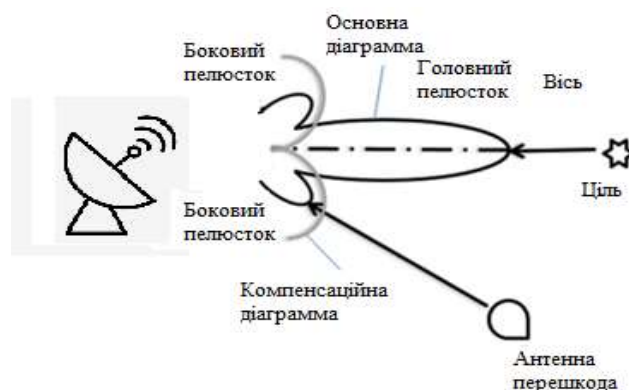 Основна
діаграмма
Боковий
пелюсток
Головний
пелюсток
Вісь
Ціль
Боковий
пелюсток
Компенсаційна
діаграмма
Антенна
перешкода